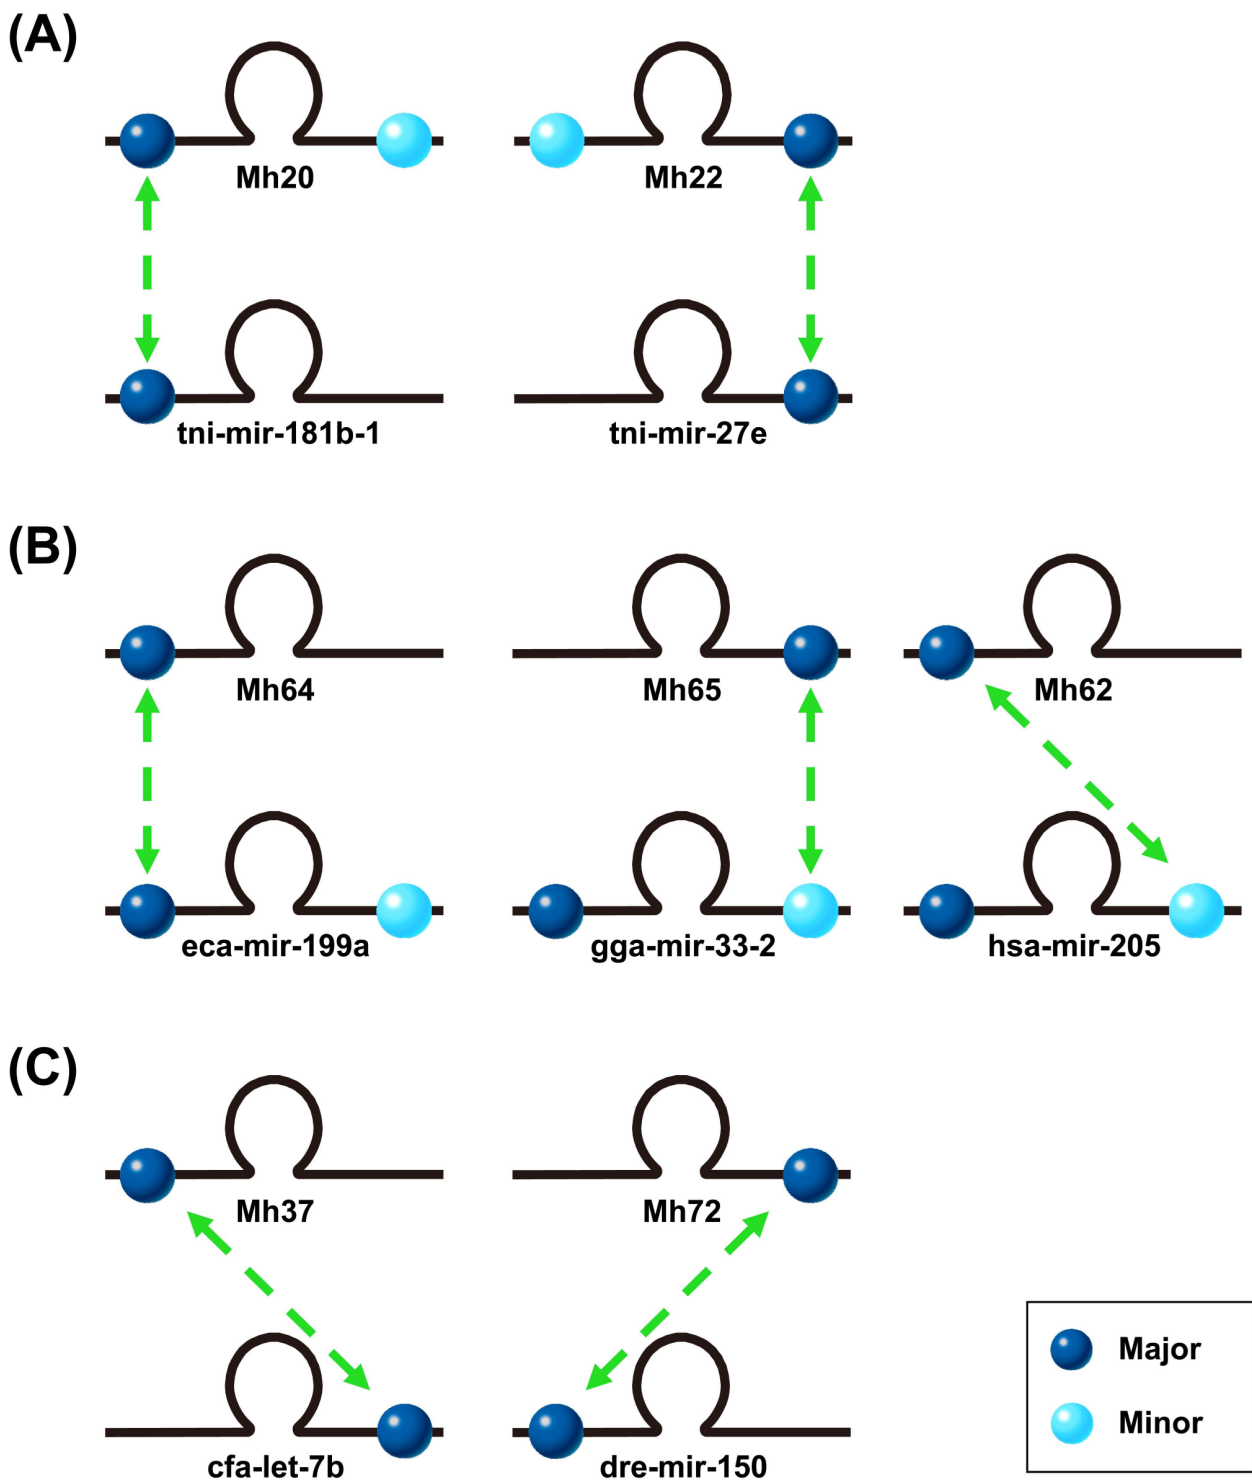 (A)
Mh20 Mh22
tni-mir-181b-1 tni-mir-27e
(B)
Mh64 Mh65 Mh62
eca-mir-199a gga-mir-33-2 hsa-mir-205
(C)
Mh37 Mh72
cfa-let-7b dre-mir-150
Major
Minor